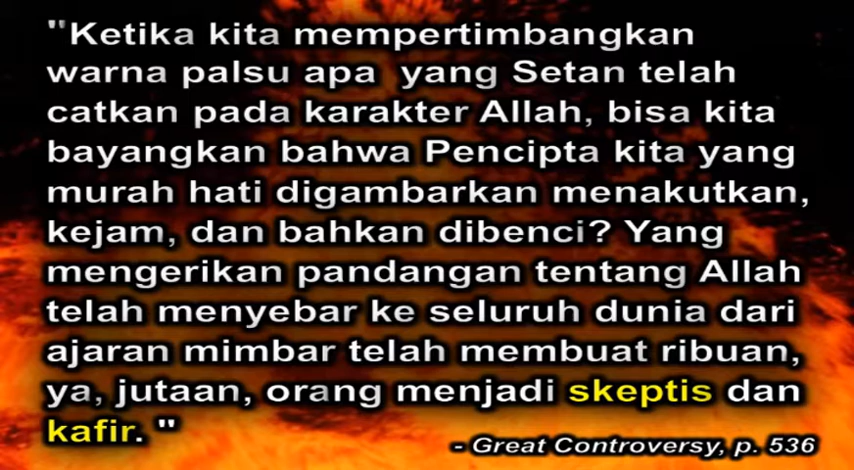 "Ketika kita mempertimbangkan
warna palsu apa yang Setan telah
catkan pada karakter Allah, bisa kita
bayangkan bahwa Pencipta kita yang
murah hati digambarkan menakutkan,
kejam, dan bahkan dibenci? Yang
mengerikan pandangan tentang Allah
telah menyebar ke seluruh dunia dari
ajaran mimbar telah membuat ribuan,
ya, jutaan, orang menjadi skeptis dan
kafir. "
- Great Controversy, p. 536